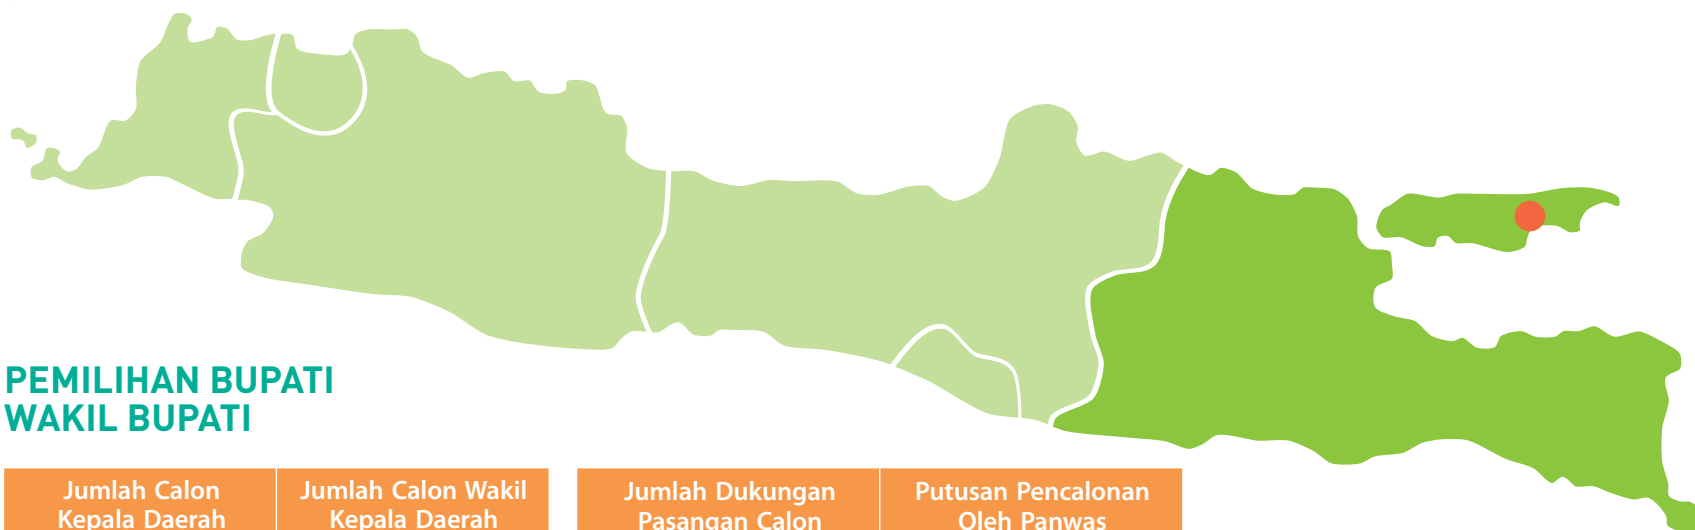 PEMILIHAN BUPATI
WAKIL BUPATI
Jumlah Calon
Kepala Daerah
Jumlah Calon Wakil
Kepala Daerah
Jumlah Dukungan
Pasangan Calon
Putusan Pencalonan
Oleh Panwas